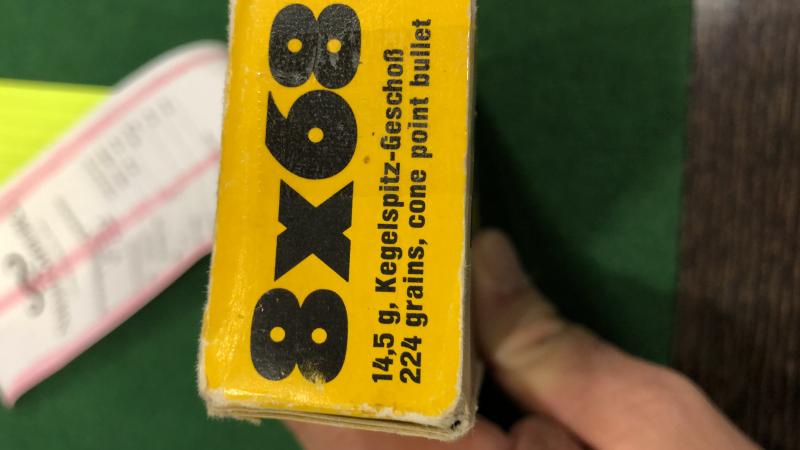 8x68
14,5 g, Kegelspitz-Geschoß
224 grains, cone point bullet